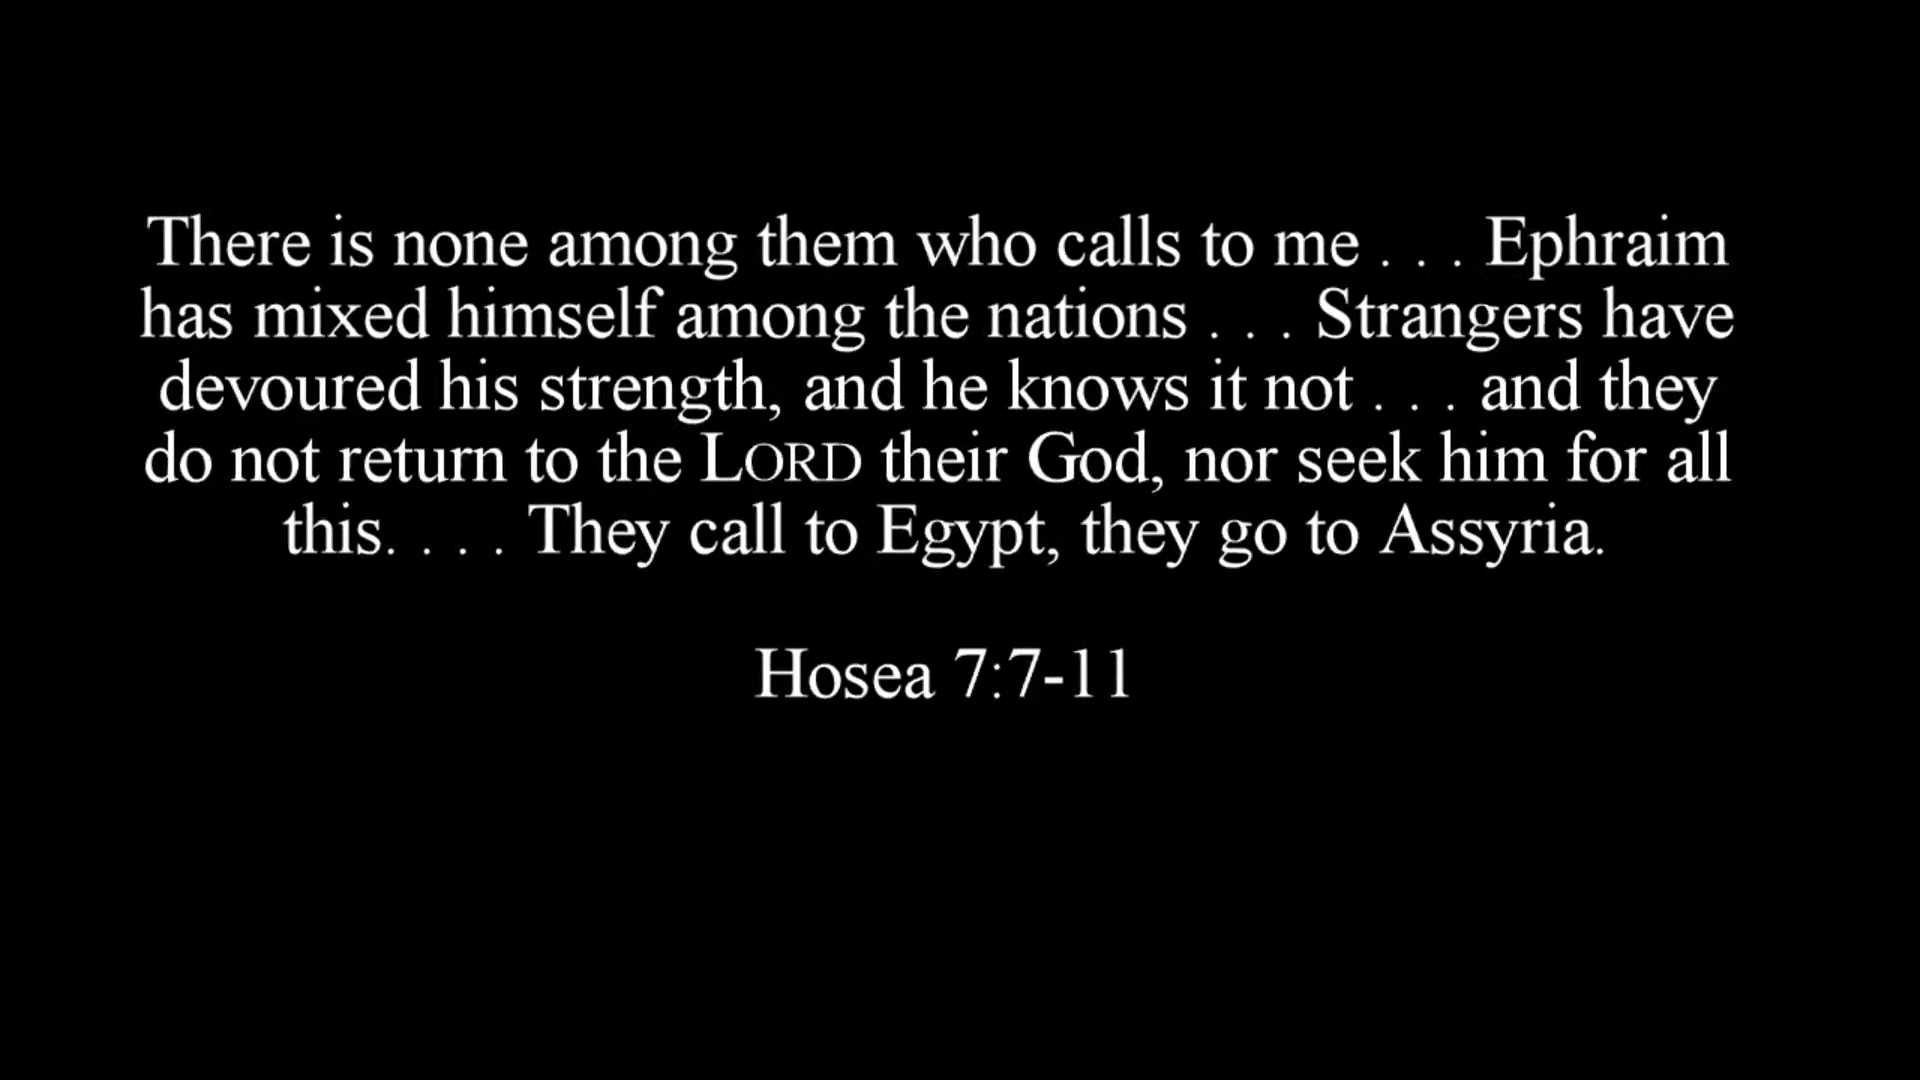 There is none among them who calls to me . . . Ephraim
has mixed himself among the nations . . . Strangers have
devoured his strength, and he knows it not . . . and they
do not return to the LORD their God, nor seek him for all
this. . . . They call to Egypt, they go to Assyria.
Hosea 7:7-11